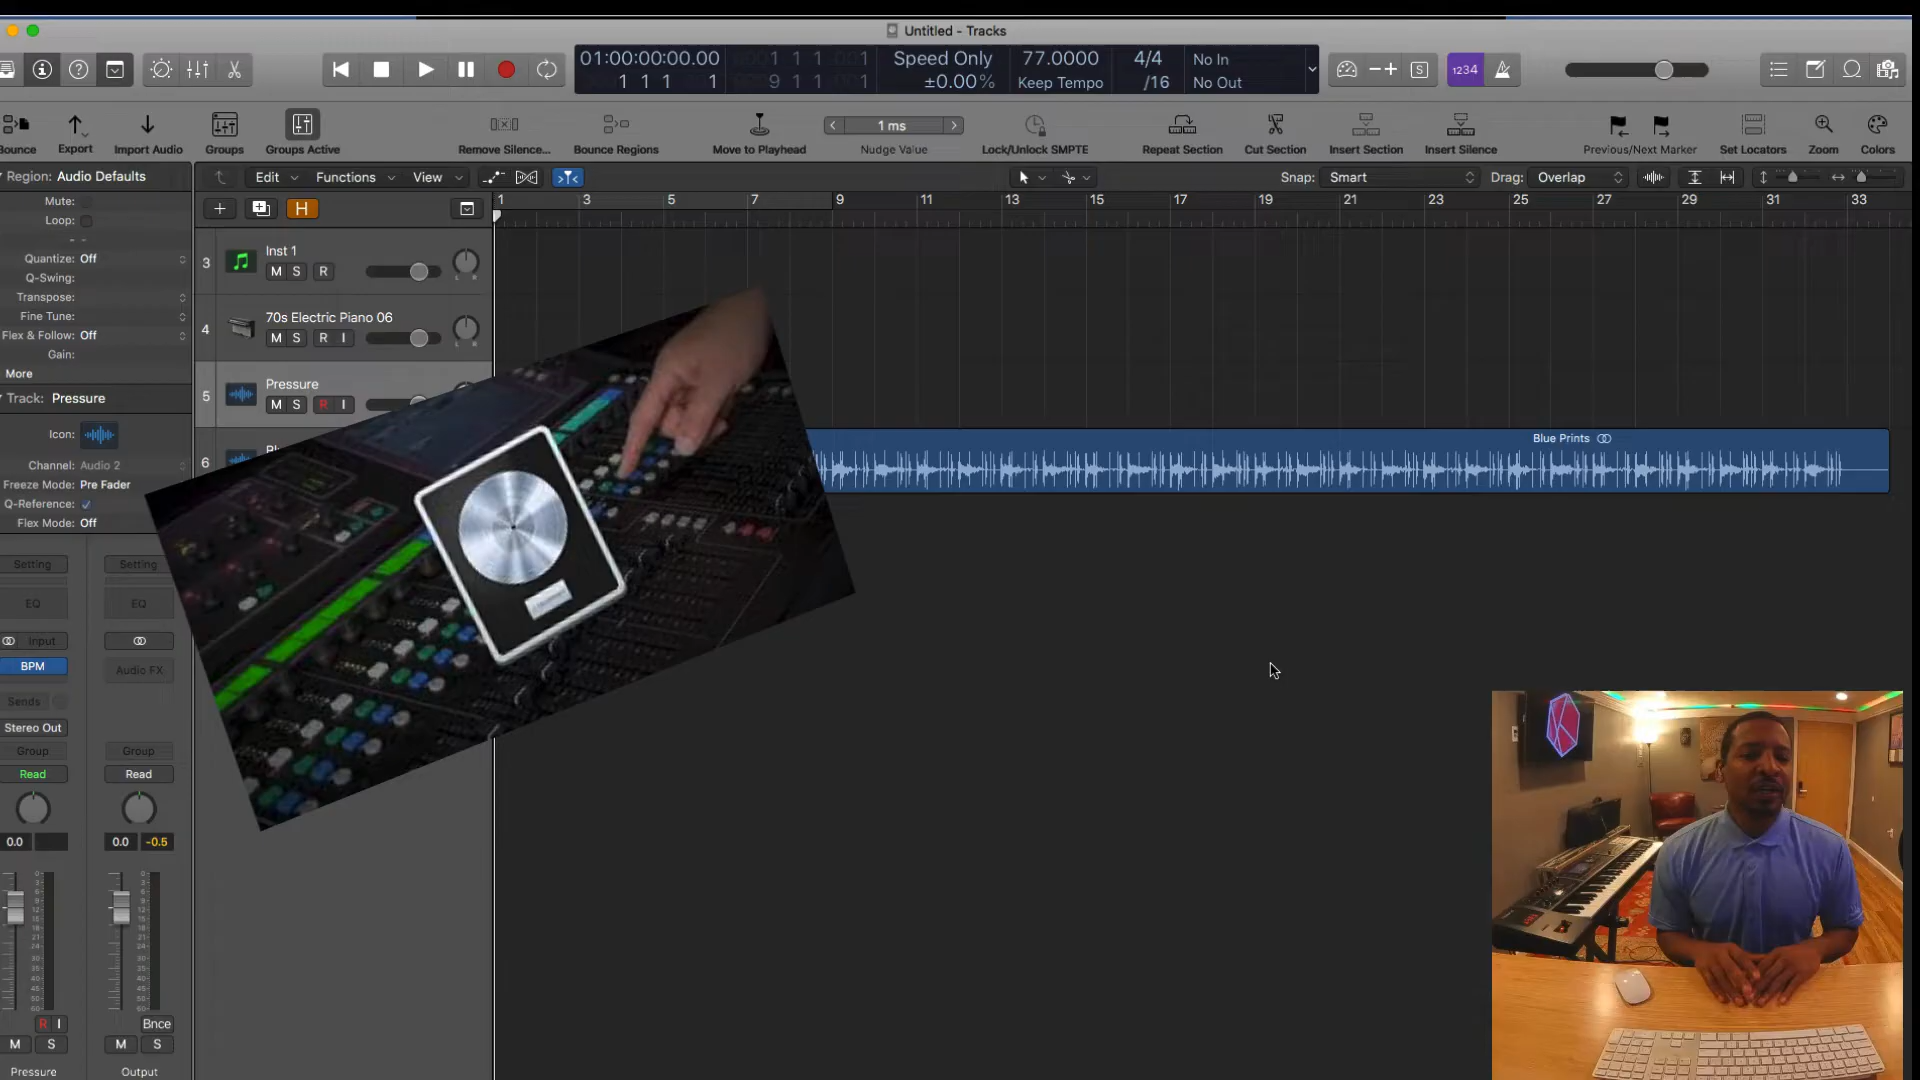 Untitled - Tracks
01:00:00:00.00
1 1 1 1
1 1 1 001
9 1 1 1
Speed Only
±0.00%
77.0000
Keep Tempo
4/4
/16
No In
No Out
S
1234
Bounce
Export
Import Audio
Groups
Groups Active
Remove Silence...
Bounce Regions
Move to Playhead
1 ms
Nudge Value
Lock/Unlock SMPTE
Repeat Section
Cut Section
Insert Section
Insert Silence
Previous/Next Marker
Set Locators
Zoom
Colors
Region: Audio Defaults
Edit
Functions
View
Snap: Smart
Drag: Overlap
Mute:
Loop:
Quantize: Off
Q-Swing:
Transpose:
Fine Tune:
Flex & Follow: Off
Gain:
More
Track: Pressure
Icon:
Channel: Audio 2
Freeze Mode: Pre Fader
Q-Reference:
Flex Mode: Off
H
1 3 5 7 9 11 13 15 17 19 21 23 25 27 29 31 33
3
Inst 1
M S R
L R
4
70s Electric Piano 06
M S R I
L R
5
Pressure
M S R I
6
Blue Prints
Setting
Setting
EQ
EQ
Input
BPM
Audio FX
Sends
Stereo Out
Group
Group
Read
Read
0.0
0.0 -0.5
R I
Bnce
M S
M S
Pressure
Output